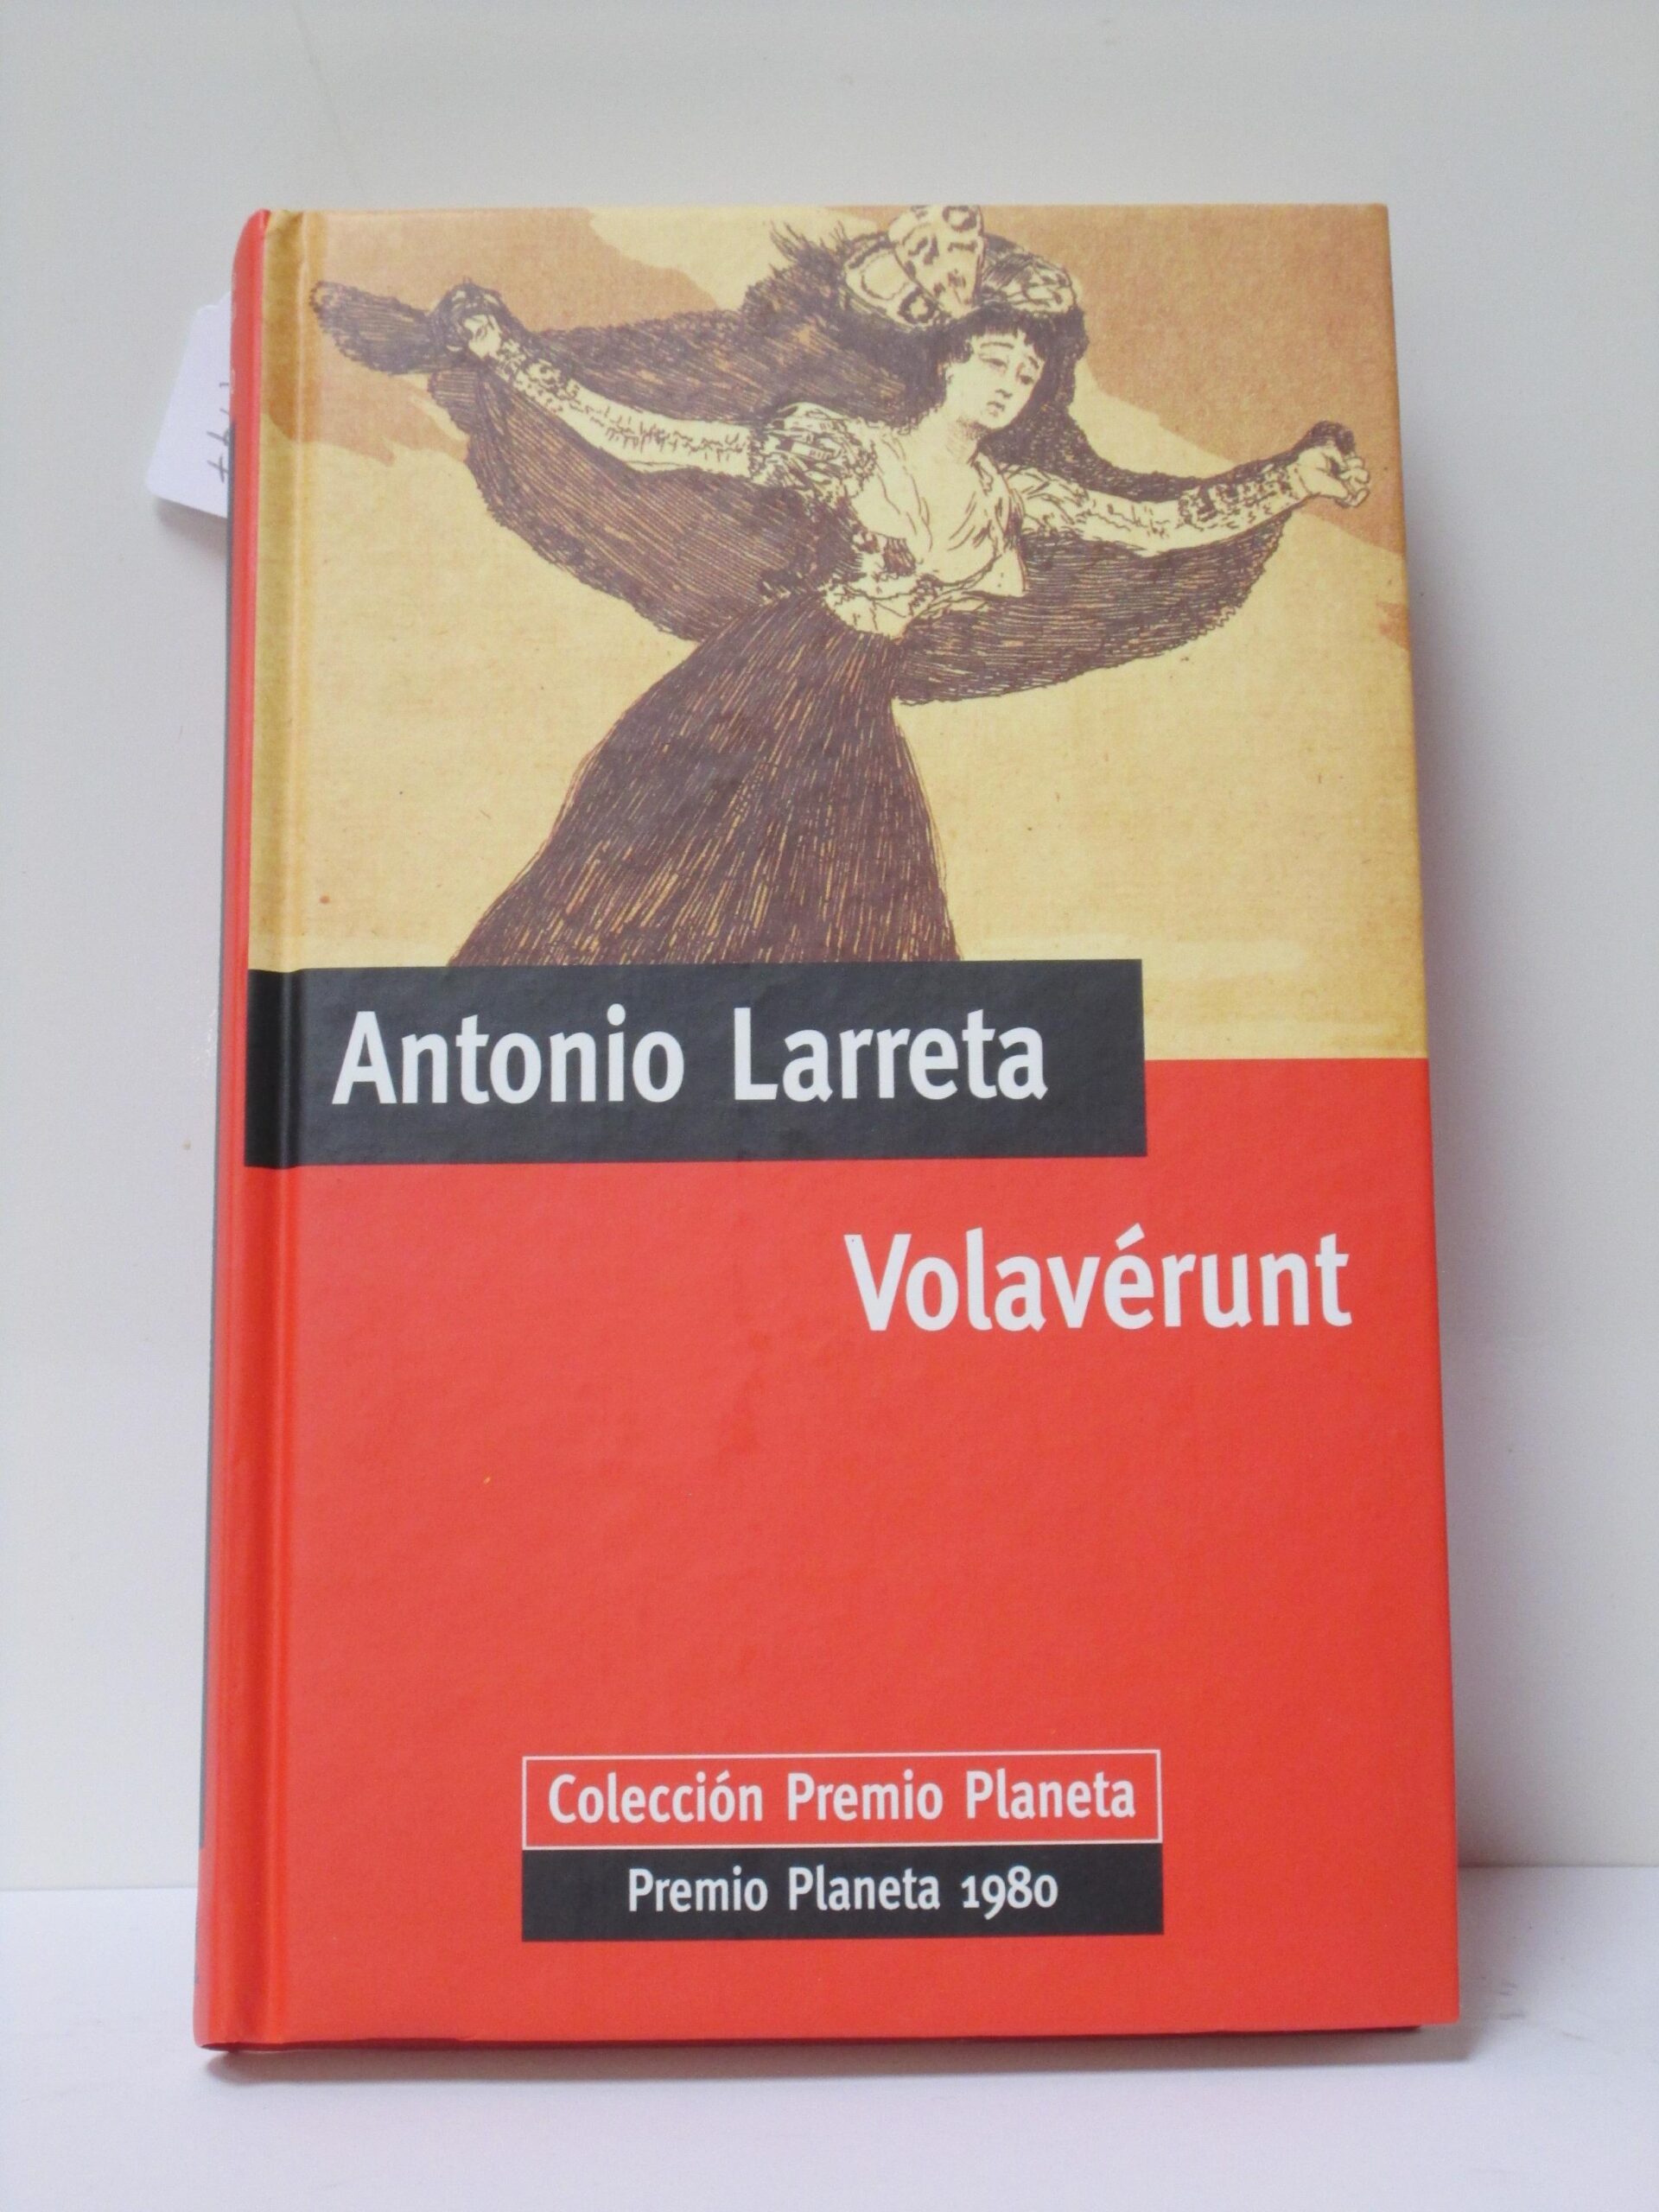 Antonio Larreta
Volavérunt
Colección Premio Planeta
Premio Planeta 1980